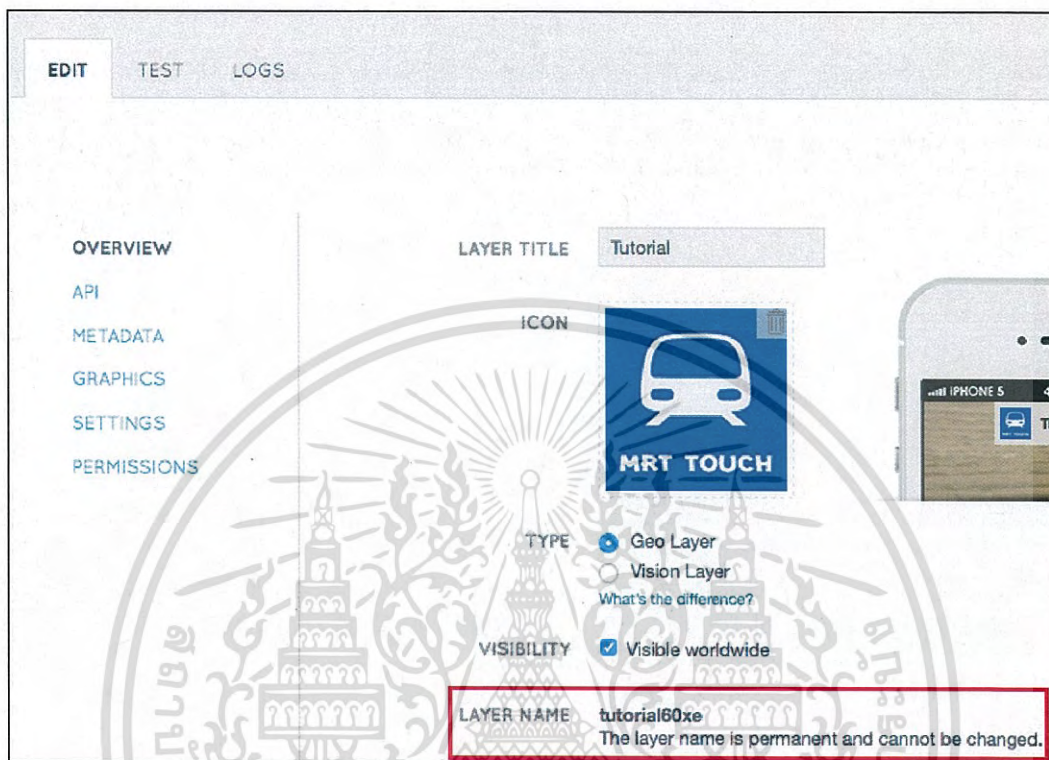 EDIT TEST LOGS
OVERVIEW
API
METADATA
GRAPHICS
SETTINGS
PERMISSIONS
LAYER TITLE Tutorial
ICON
MRT TOUCH
TYPE Geo Layer
Vision Layer
What's the difference?
VISIBILITY Visible worldwide
LAYER NAME tutorial60xe
The layer name is permanent and cannot be changed.
IPHONE 5